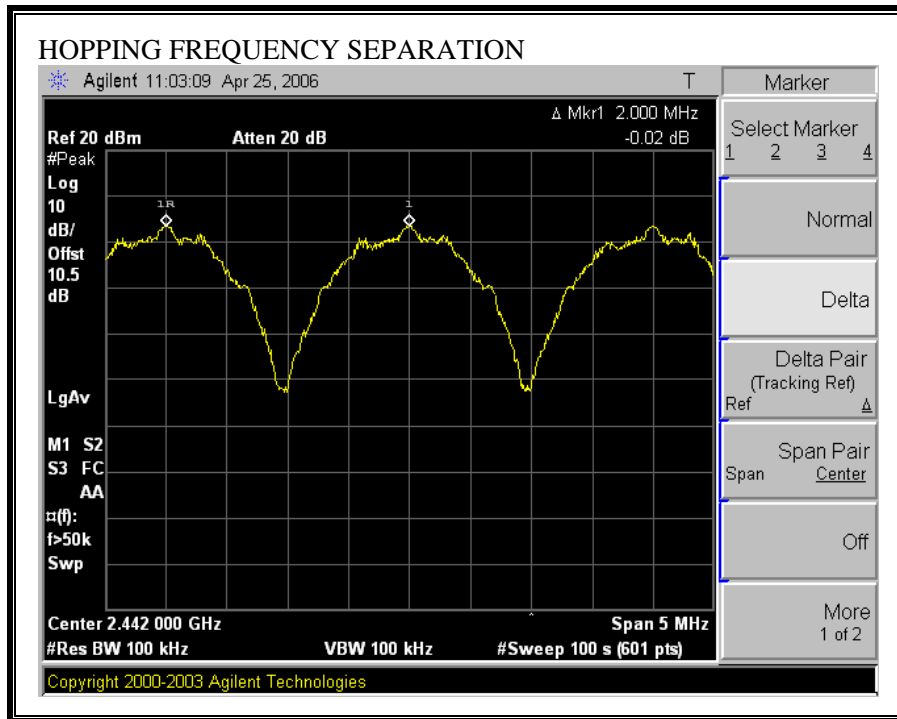 HOPPING FREQUENCY SEPARATION
Agilent 11:03:09 Apr 25, 2006 T
Δ Mkr1 2.000 MHz
Ref 20 dBm Atten 20 dB -0.02 dB
#Peak
Log
10
dB/
Offst
10.5
dB
1R 1
LgAv
M1 S2
S3 FC
AA
¤(f):
f>50k
Swp
Center 2.442 000 GHz Span 5 MHz
#Res BW 100 kHz VBW 100 kHz #Sweep 100 s (601 pts)
Copyright 2000-2003 Agilent Technologies
Marker
Select Marker
1 2 3 4
Normal
Delta
Delta Pair
(Tracking Ref)
Ref Δ
Span Pair
Span Center
Off
More
1 of 2